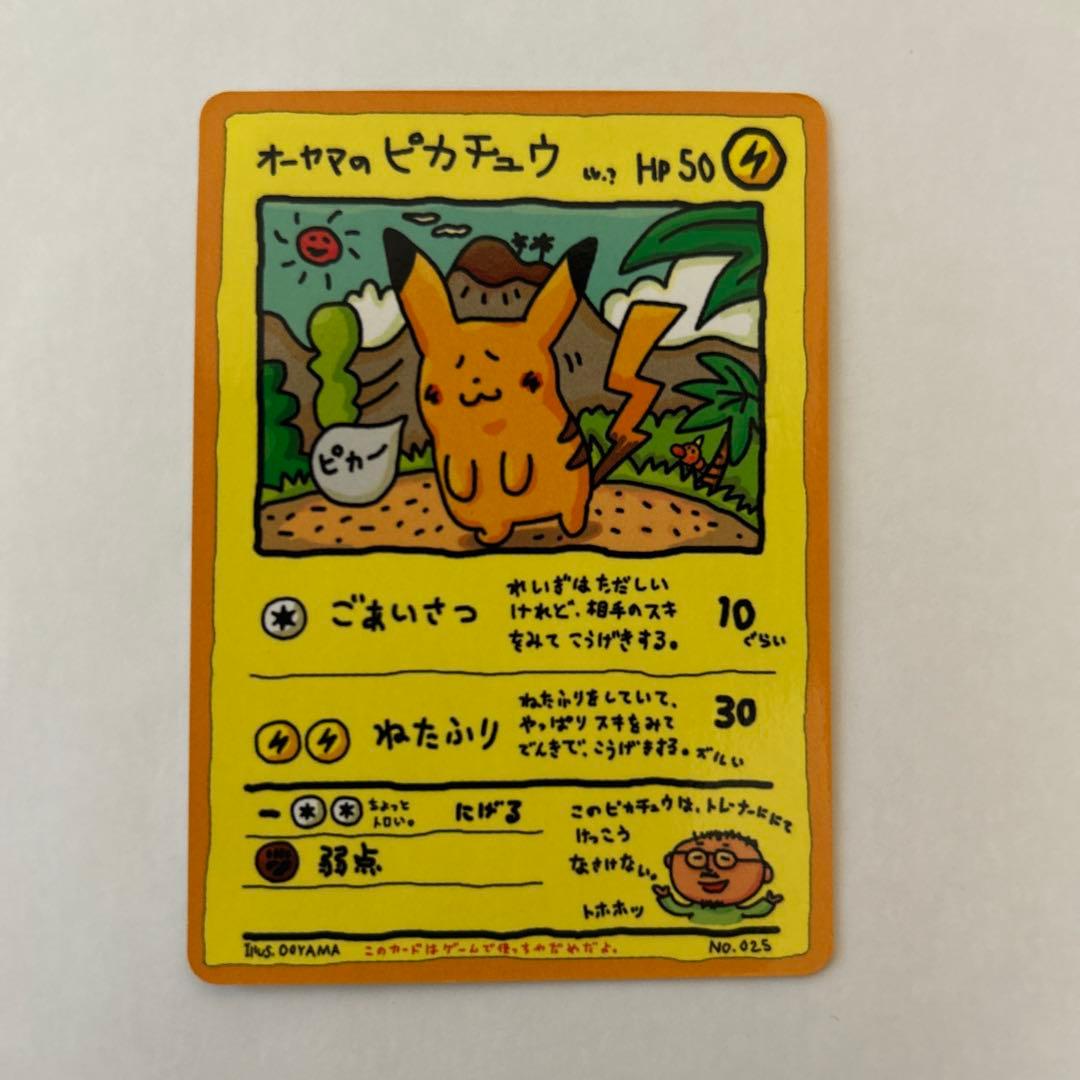 オーヤマのピカチュウ LV.? HP 50
ピカー
ごあいさつ
れいぎはただしい
けれど、相手のスキ
をみてこうげきする。
10
ぐらい
ねたふり
ねたふりをしていて、
やっぱりスキをみて
でんきで、こうげきする。ズルい
30
ー
ちょっと
トロい。
にげる
弱点
このピカチュウは、トレーナーににて
けっこう
なさけない。
トホホッ
Illus. OOYAMA このカードはゲームで使っちゃだめだよ。 NO. 025